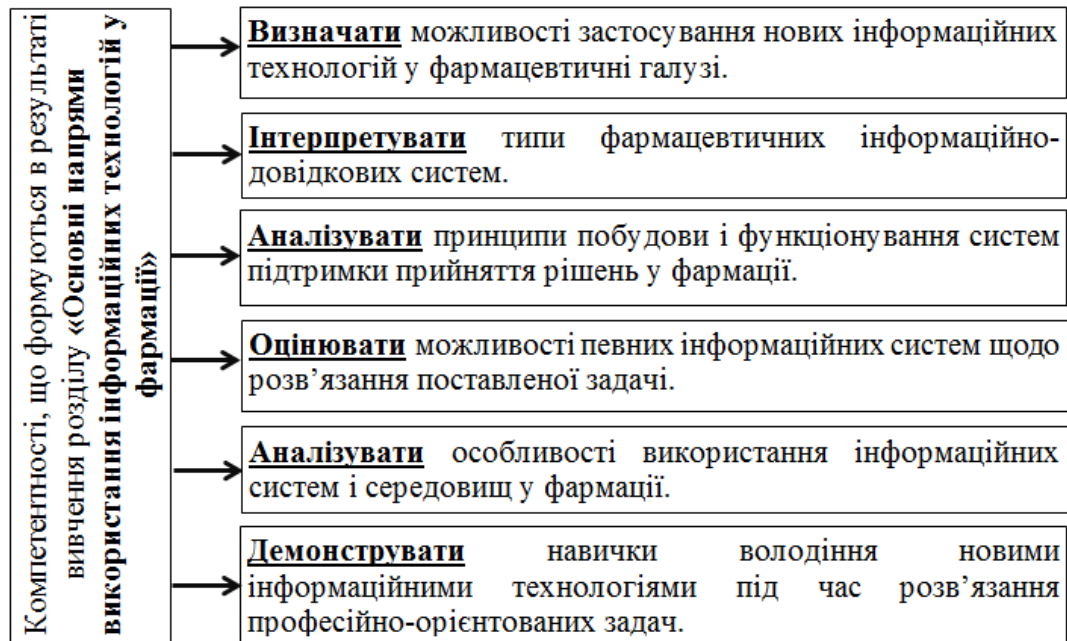 Компетентності, що формуються в результаті
вивчення розділу «Основні напрями
використання інформаційних технологій у
фармації»
Визначати можливості застосування нових інформаційних
технологій у фармацевтичні галузі.
Інтерпретувати типи фармацевтичних інформаційно-
довідкових систем.
Аналізувати принципи побудови і функціонування систем
підтримки прийняття рішень у фармації.
Оцінювати можливості певних інформаційних систем щодо
розв’язання поставленої задачі.
Аналізувати особливості використання інформаційних
систем і середовищ у фармації.
Демонструвати навички володіння новими
інформаційними технологіями під час розв’язання
професійно-орієнтованих задач.